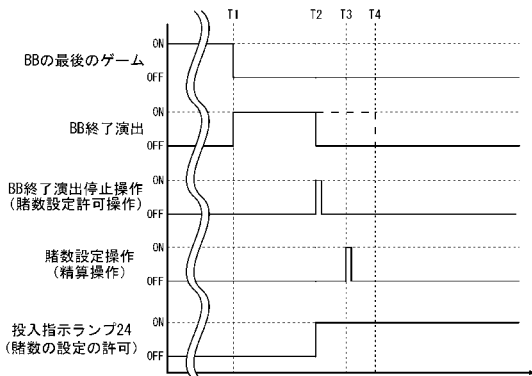 T1 T2 T3 T4
ON
BBの最後のゲーム
OFF
ON
BB終了演出
OFF
ON
BB終了演出停止操作
(賭数設定許可操作)
OFF
ON
賭数設定操作
(精算操作)
OFF
ON
投入指示ランプ24
(賭数の設定の許可)
OFF